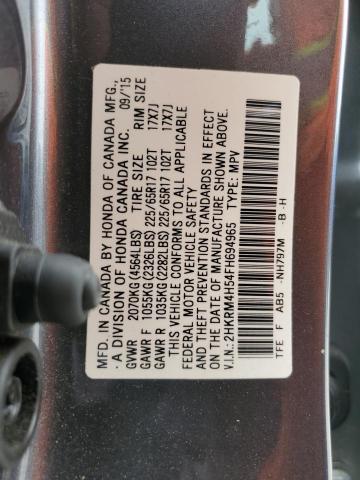 MFD. IN CANADA BY HONDA OF CANADA MFG.,
A DIVISION OF HONDA CANADA INC. 09/15
GVWR 2070KG(4564LBS) TIRE SIZE RIM SIZE
GAWR F 1055KG(2326LBS) 225/65R17 102T 17X7J
GAWR R 1035KG(2282LBS) 225/65R17 102T 17X7J
THIS VEHICLE CONFORMS TO ALL APPLICABLE
FEDERAL MOTOR VEHICLE SAFETY
AND THEFT PREVENTION STANDARDS IN EFFECT
ON THE DATE OF MANUFACTURE SHOWN ABOVE.
V.I.N.: 2HKRM4H54FH694965 TYPE: MPV
TFE F AB5 -NH797M -B-H